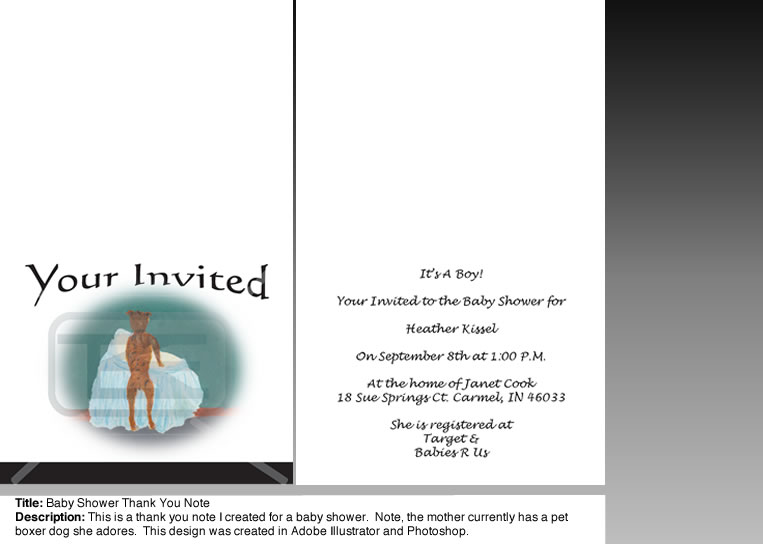 Your Invited
It's A Boy!
Your Invited to the Baby Shower for
Heather Kissel
On September 8th at 1:00 P.M.
At the home of Janet Cook
18 Sue Springs Ct. Carmel, IN 46033
She is registered at
Target &
Babies R Us
Title: Baby Shower Thank You Note
Description: This is a thank you note I created for a baby shower. Note, the mother currently has a pet
boxer dog she adores. This design was created in Adobe Illustrator and Photoshop.